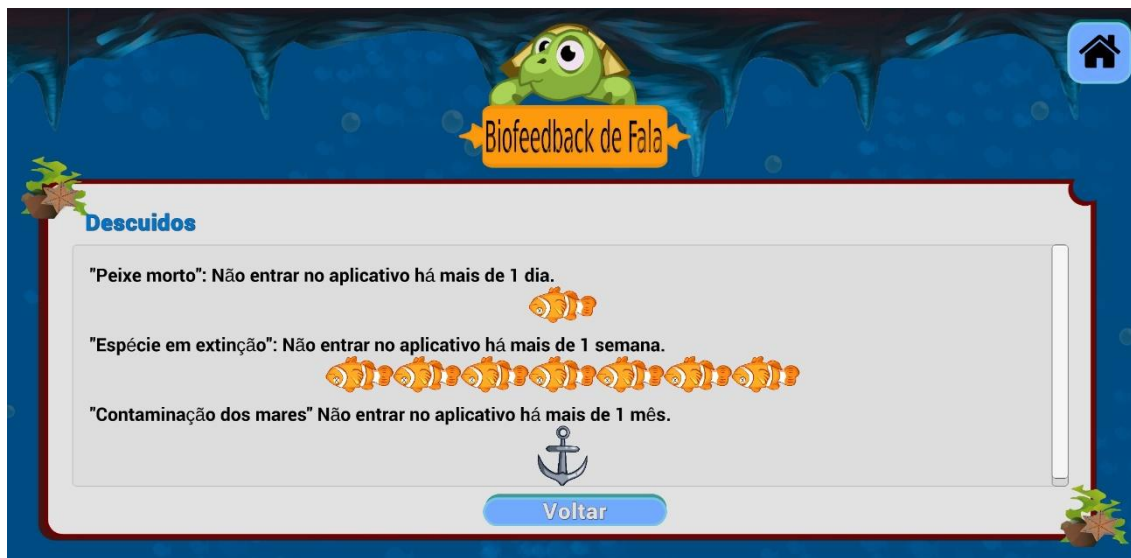 Biofeedback de Fala
Descuidos
"Peixe morto": Não entrar no aplicativo há mais de 1 dia.
"Espécie em extinção": Não entrar no aplicativo há mais de 1 semana.
"Contaminação dos mares" Não entrar no aplicativo há mais de 1 mês.
Voltar